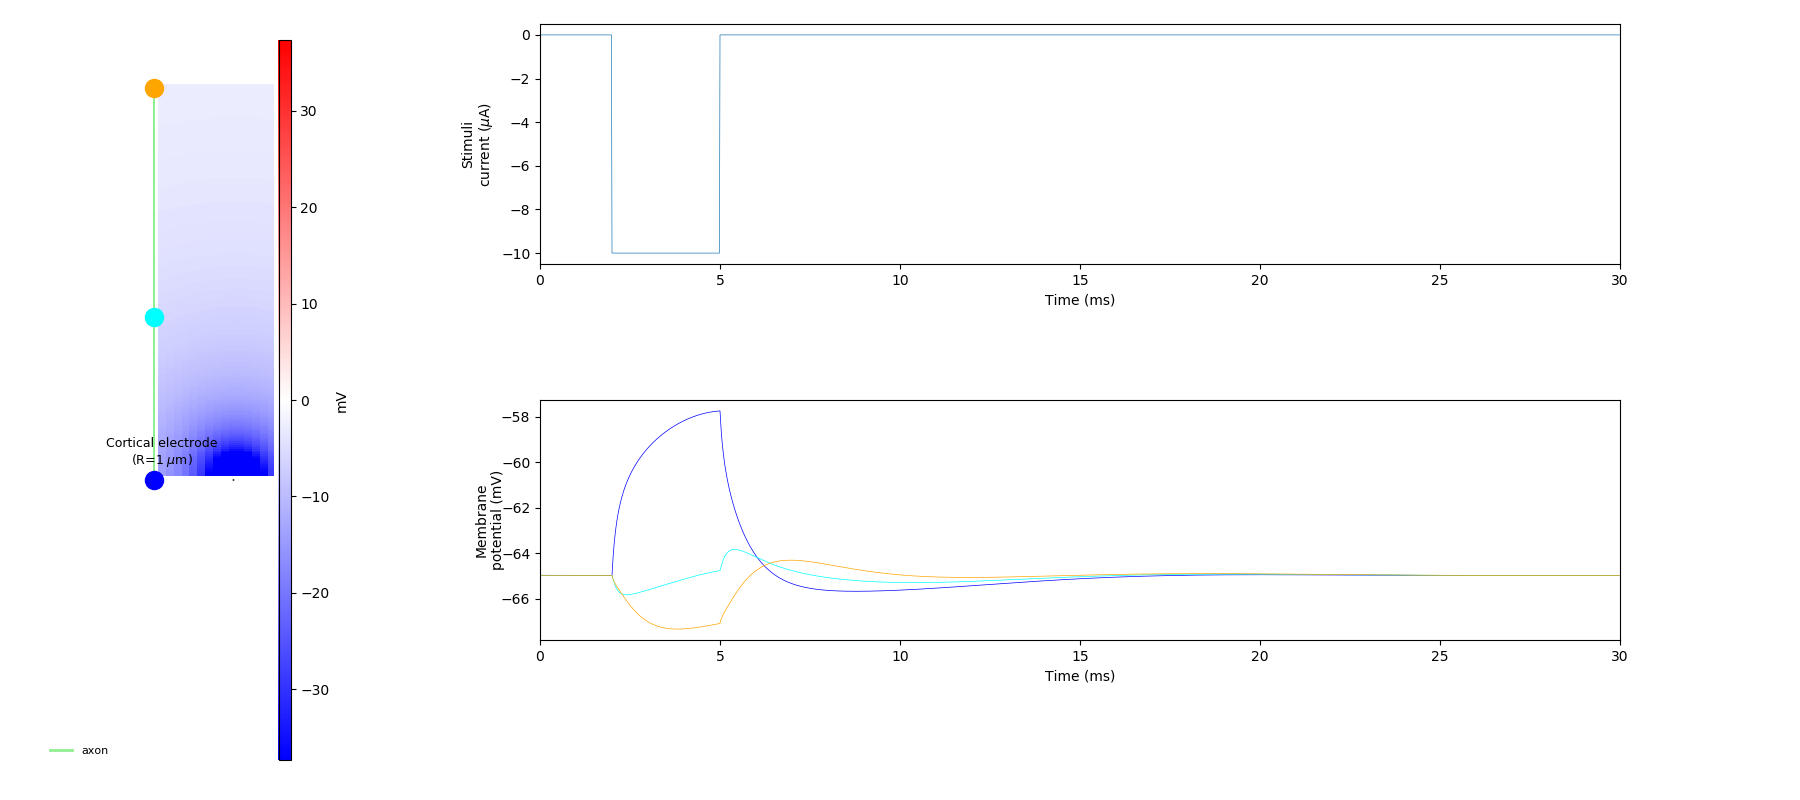 Cortical electrode
(R=1 μm)
axon
30
20
10
0
−10
−20
−30
mV
Stimuli
current (μA)
0
−2
−4
−6
−8
−10
0 5 10 15 20 25 30
Time (ms)
Membrane
potential (mV)
−58
−60
−62
−64
−66
0 5 10 15 20 25 30
Time (ms)